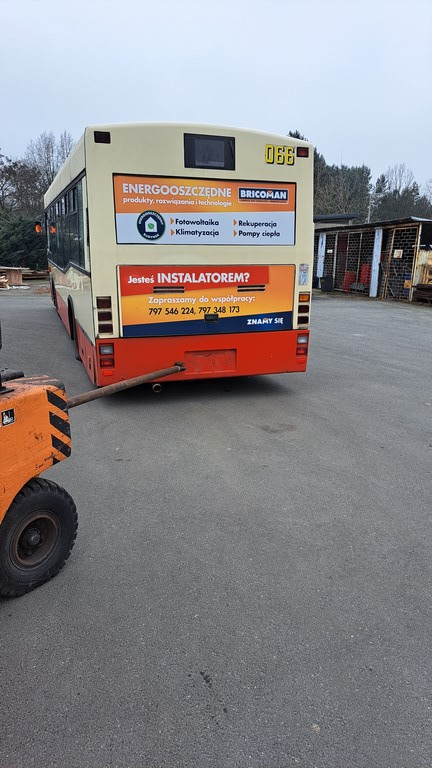 066
ENERGOOSZCZĘDNE
produkty, rozwiązania i technologie
BRICOMAN
Fotowoltaika
Rekuperacja
Klimatyzacja
Pompy ciepła
Jesteś INSTALATOREM?
Zapraszamy do współpracy:
797 546 224, 797 348 173
ZNAMY SIĘ